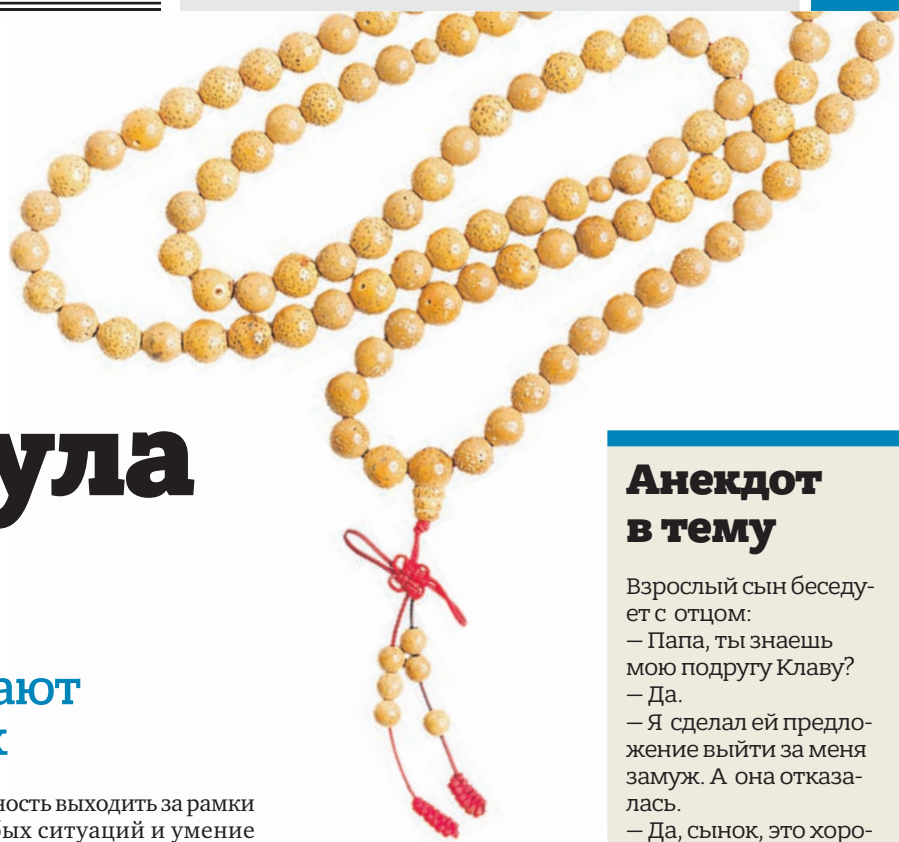 ула
ают
к
ность выходить за рамки
бых ситуаций и умение
Анекдот
в тему
Взрослый сын беседу-
ет с отцом:
— Папа, ты знаешь
мою подругу Клаву?
— Да.
— Я сделал ей предло-
жение выйти за меня
замуж. А она отказа-
лась.
— Да, сынок, это хоро-